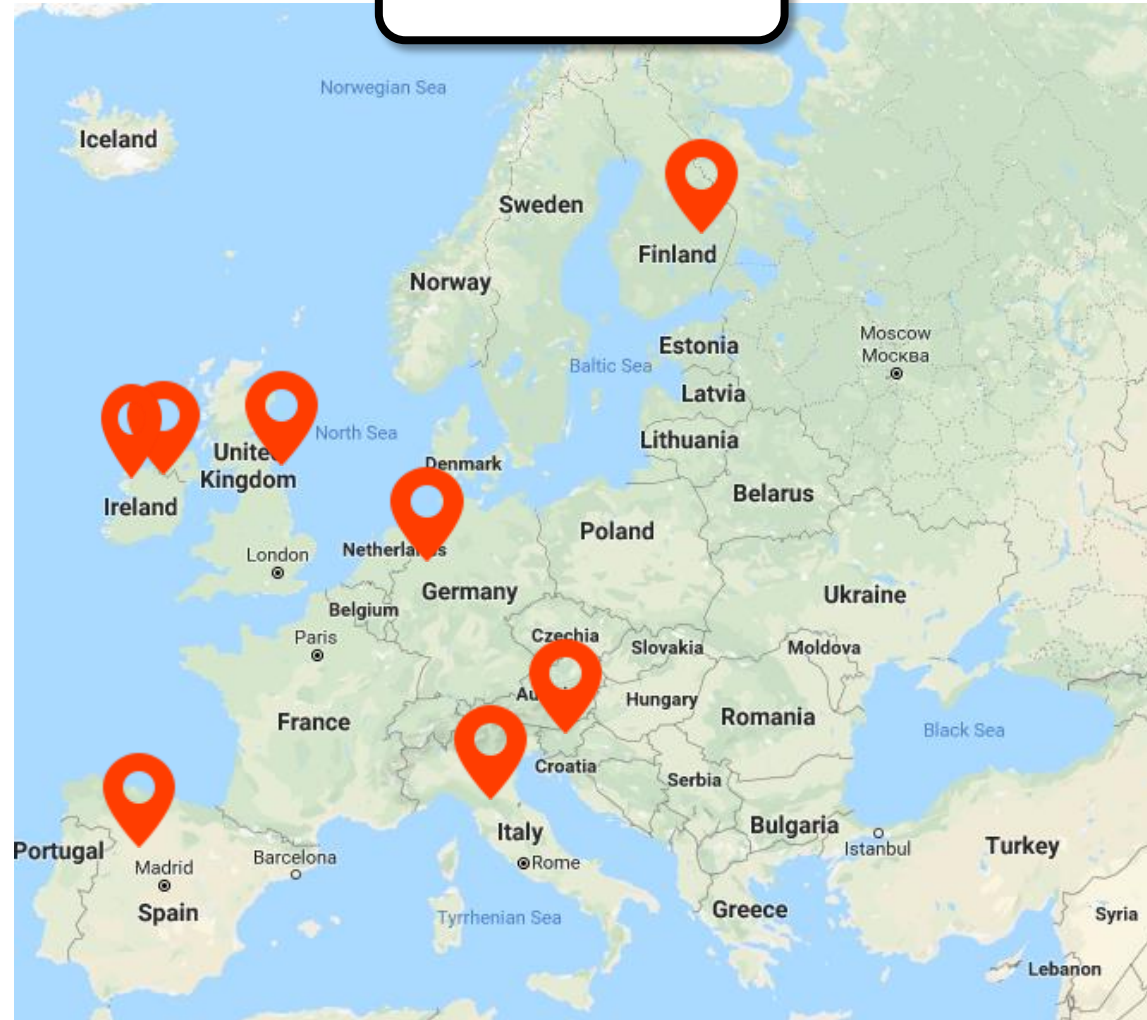 Norwegian Sea
Iceland
Sweden
Finland
Norway
Moscow
Москва
Estonia
Baltic Sea
Latvia
North Sea
Lithuania
United
Kingdom
Denmark
Ireland
Belarus
Poland
London
Netherlands
Germany
Ukraine
Belgium
Paris
Czechia
Slovakia
Moldova
Au
Hungary
France
Romania
Black Sea
Croatia
Serbia
Italy
Bulgaria
Istanbul
Turkey
Portugal
Barcelona
Rome
Madrid
Spain
Tyrrhenian Sea
Greece
Syria
Lebanon